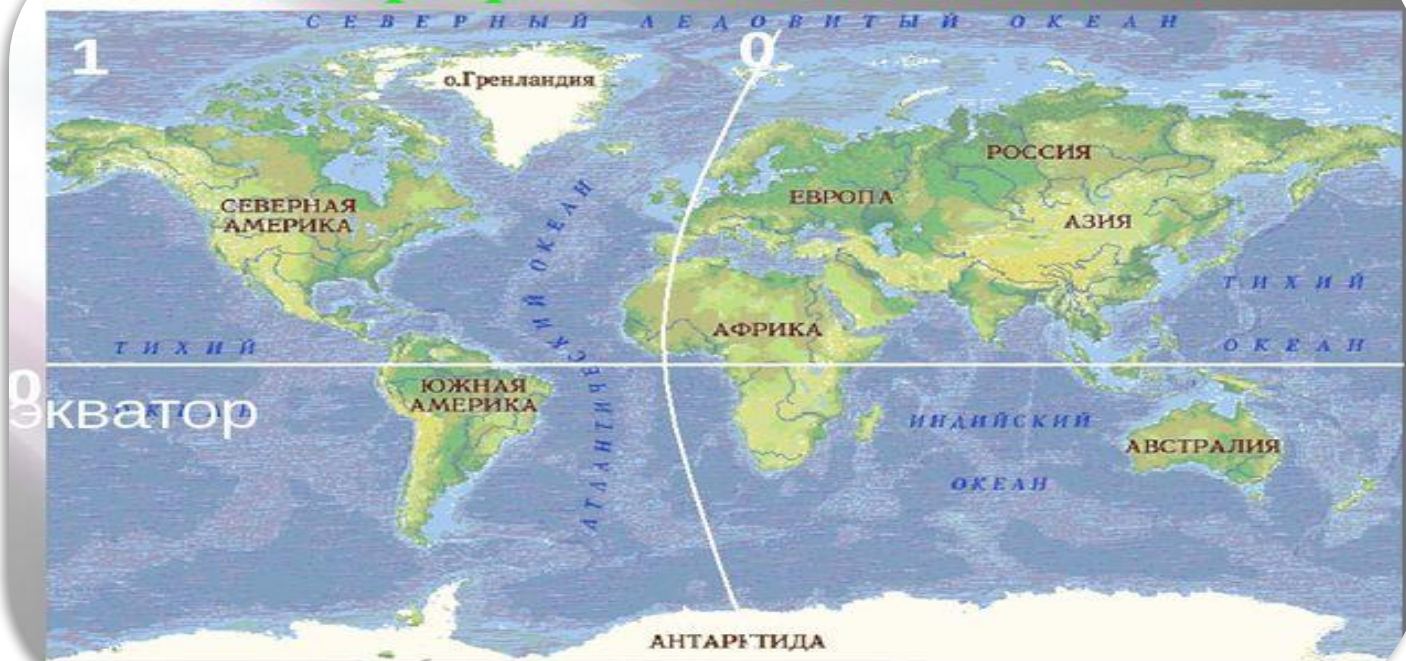 СЕВЕРНЫЙ ЛЕДОВИТЫЙ ОКЕАН
1
0
о.Гренландия
РОССИЯ
ЕВРОПА
СЕВЕРНАЯ
АМЕРИКА
АЗИЯ
АТЛАНТИЧЕСКИЙ ОКЕАН
ТИХИЙ
ОКЕАН
АФРИКА
ТИХИЙ
0
экватор
ЮЖНАЯ
АМЕРИКА
ИНДИЙСКИЙ
ОКЕАН
АВСТРАЛИЯ
АНТАРКТИДА